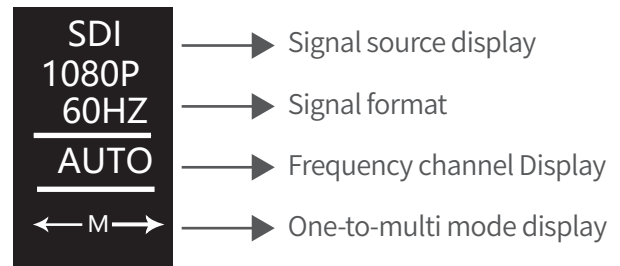 SDI
Signal source display
1080P
60HZ
Signal format
AUTO
Frequency channel Display
M
One-to-multi mode display